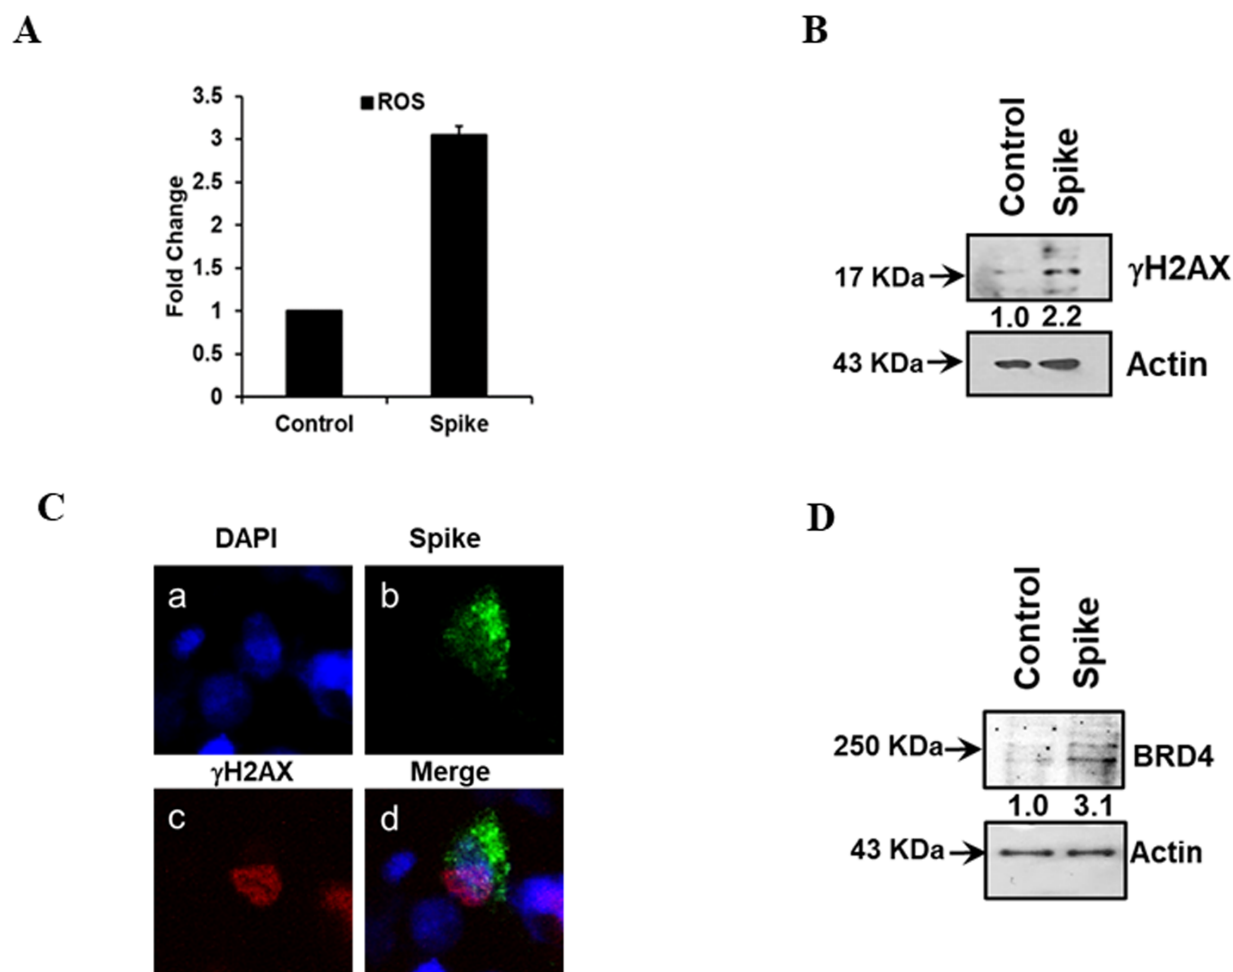 A
3.5
3
2.5
2
1.5
1
0.5
0
Fold Change
ROS
Control
Spike
B
Control
Spike
17 KDa
γH2AX
1.0 2.2
43 KDa
Actin
C
DAPI
Spike
a
b
γH2AX
Merge
c
d
D
Control
Spike
250 KDa
BRD4
1.0 3.1
43 KDa
Actin